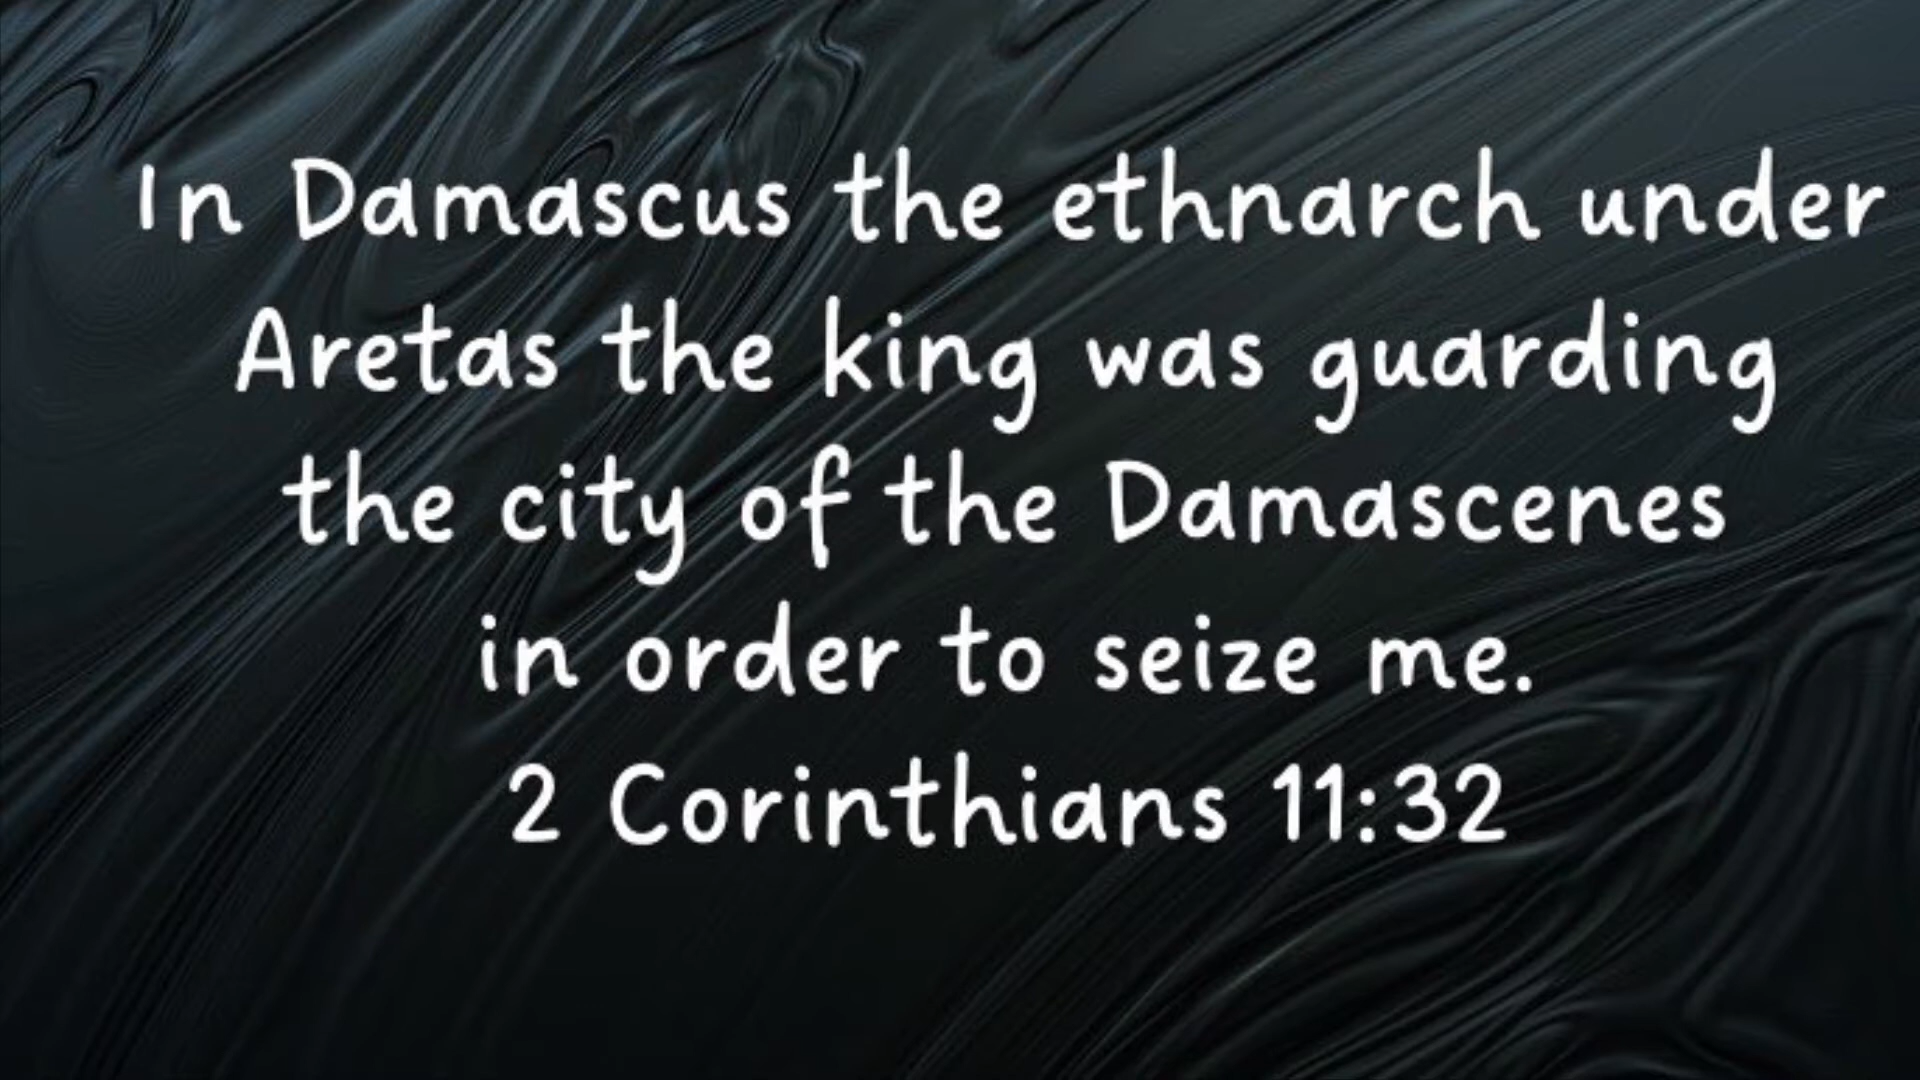 In Damascus the ethnarch under
Aretas the king was guarding
the city of the Damascenes
in order to seize me.
2 Corinthians 11:32